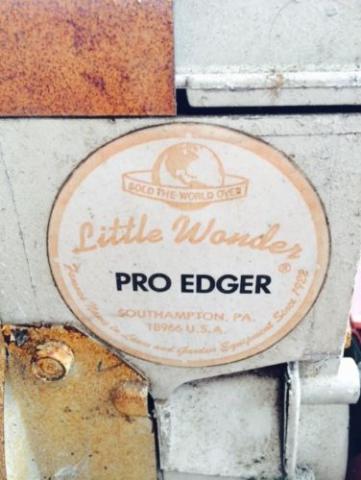 SOLD THE WORLD OVER
Little Wonder
®
PRO EDGER
SOUTHAMPTON, PA.
18966 U.S.A.
Premier Name in Lawn and Garden Equipment Since 1922